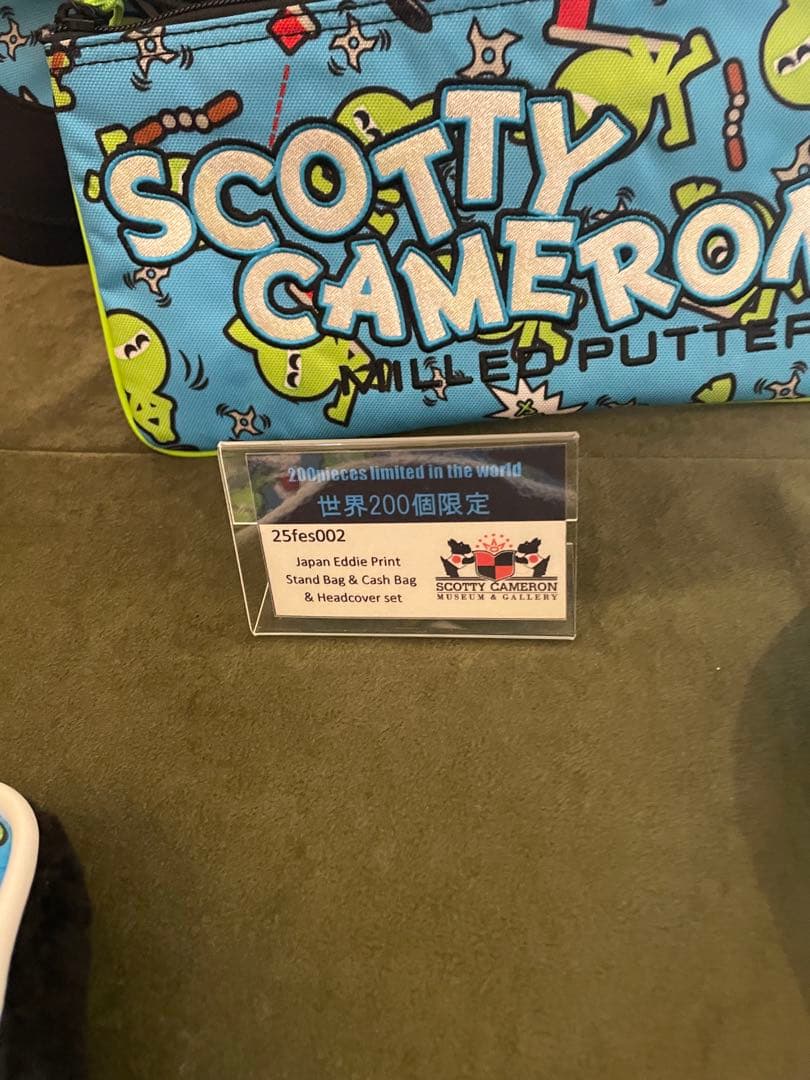 SCOTTY
CAMERON
MILLED PUTTER
200pieces limited in the world
世界200個限定
25fes002
Japan Eddie Print
Stand Bag & Cash Bag
& Headcover set
SCOTTY CAMERON
MUSEUM & GALLERY